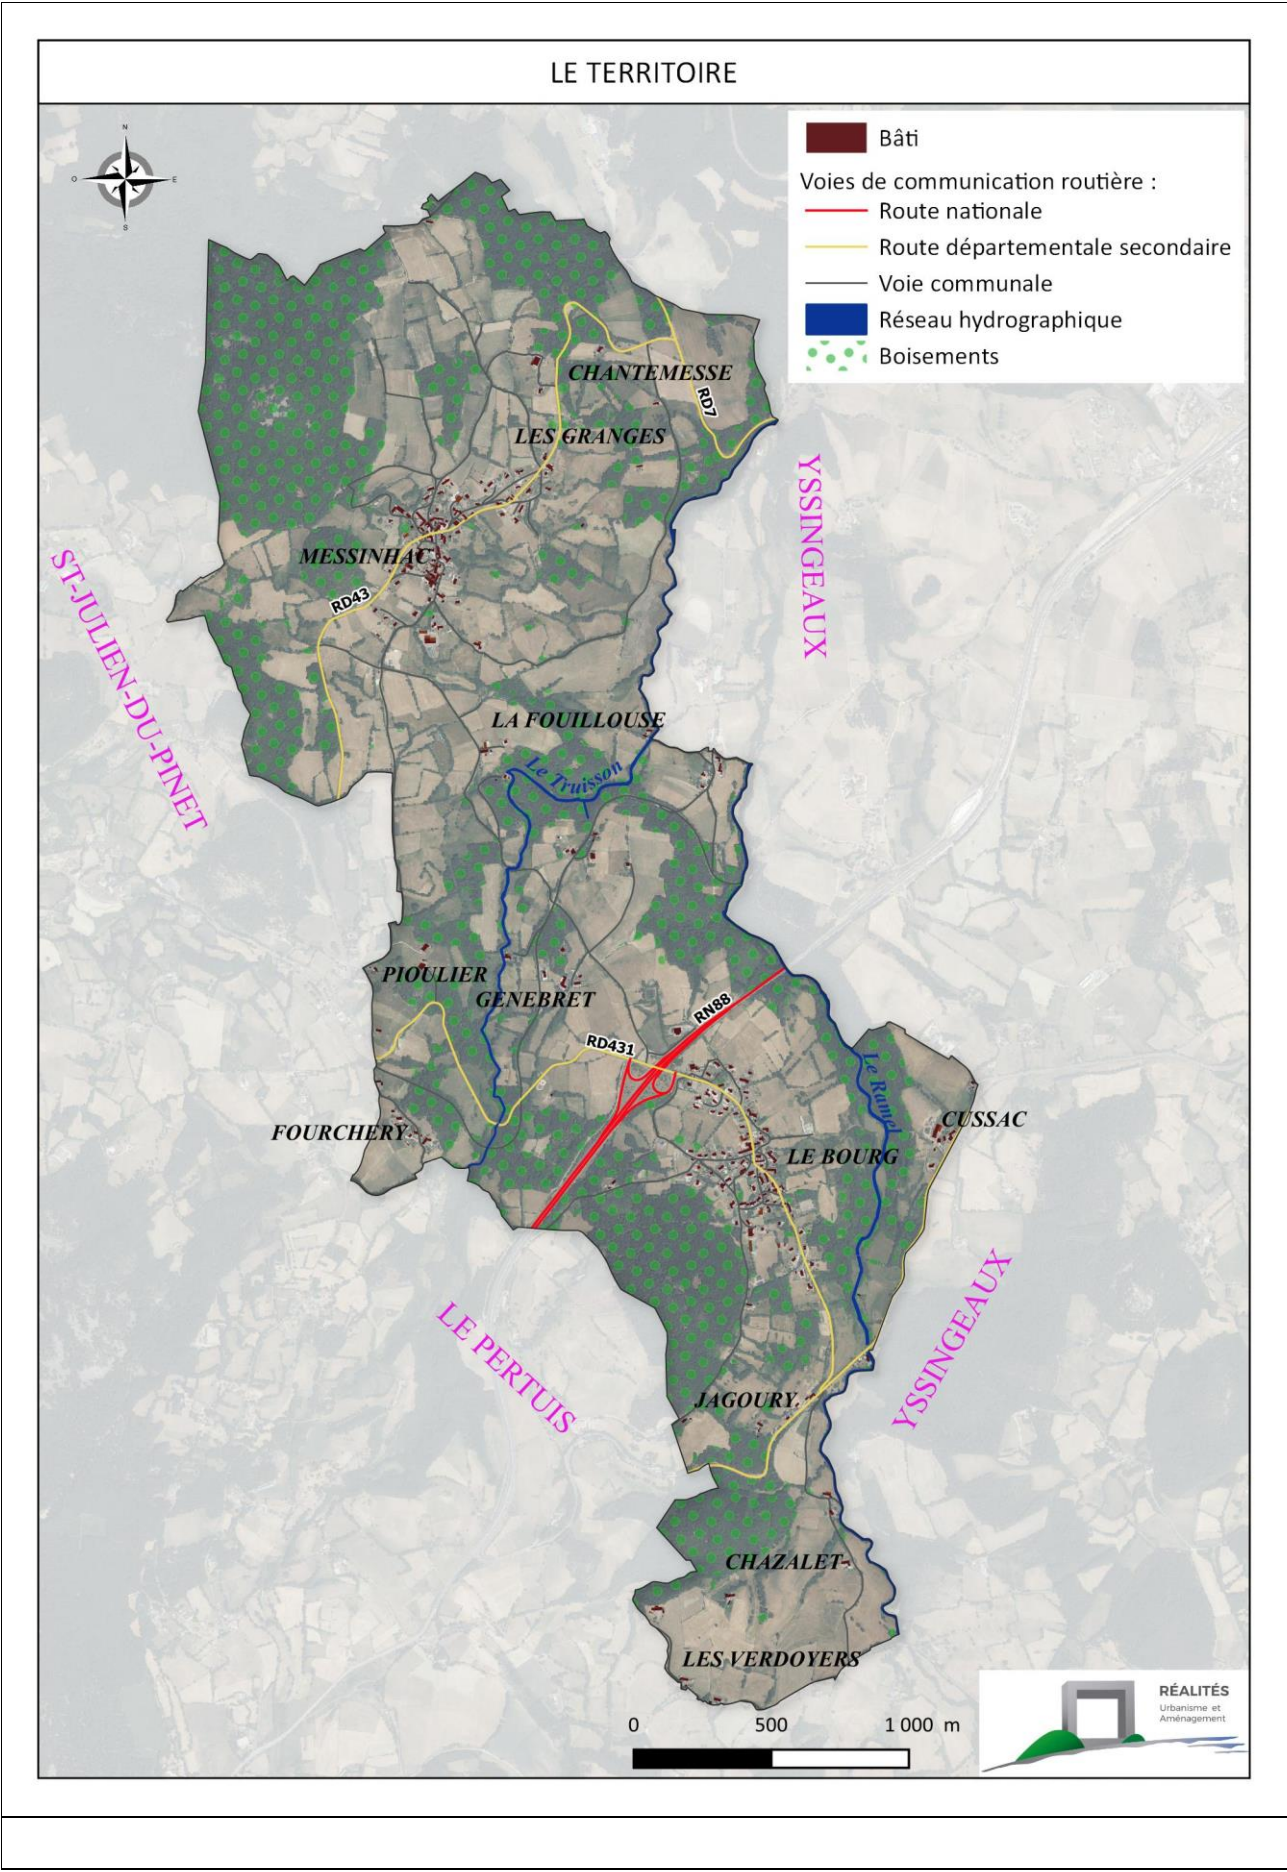 LE TERRITOIRE
N
O
E
S
Bâti
Voies de communication routière :
Route nationale
Route départementale secondaire
Voie communale
Réseau hydrographique
Boisements
CHANTEMESSE
RD7
LES GRANGES
YSSINGEAUX
MESSINHAC
RD43
ST-JULIEN-DU-PINET
LA FOUILLOUSE
Le Truisson
PIOULIER
GENEBRET
RN88
RD431
Le Ramel
CUSSAC
FOURCHERY
LE BOURG
LE PERTUIS
YSSINGEAUX
JAGOURY
CHAZALET
LES VERDOYERS
0 500 1 000 m
RÉALITÉS
Urbanisme et
Aménagement